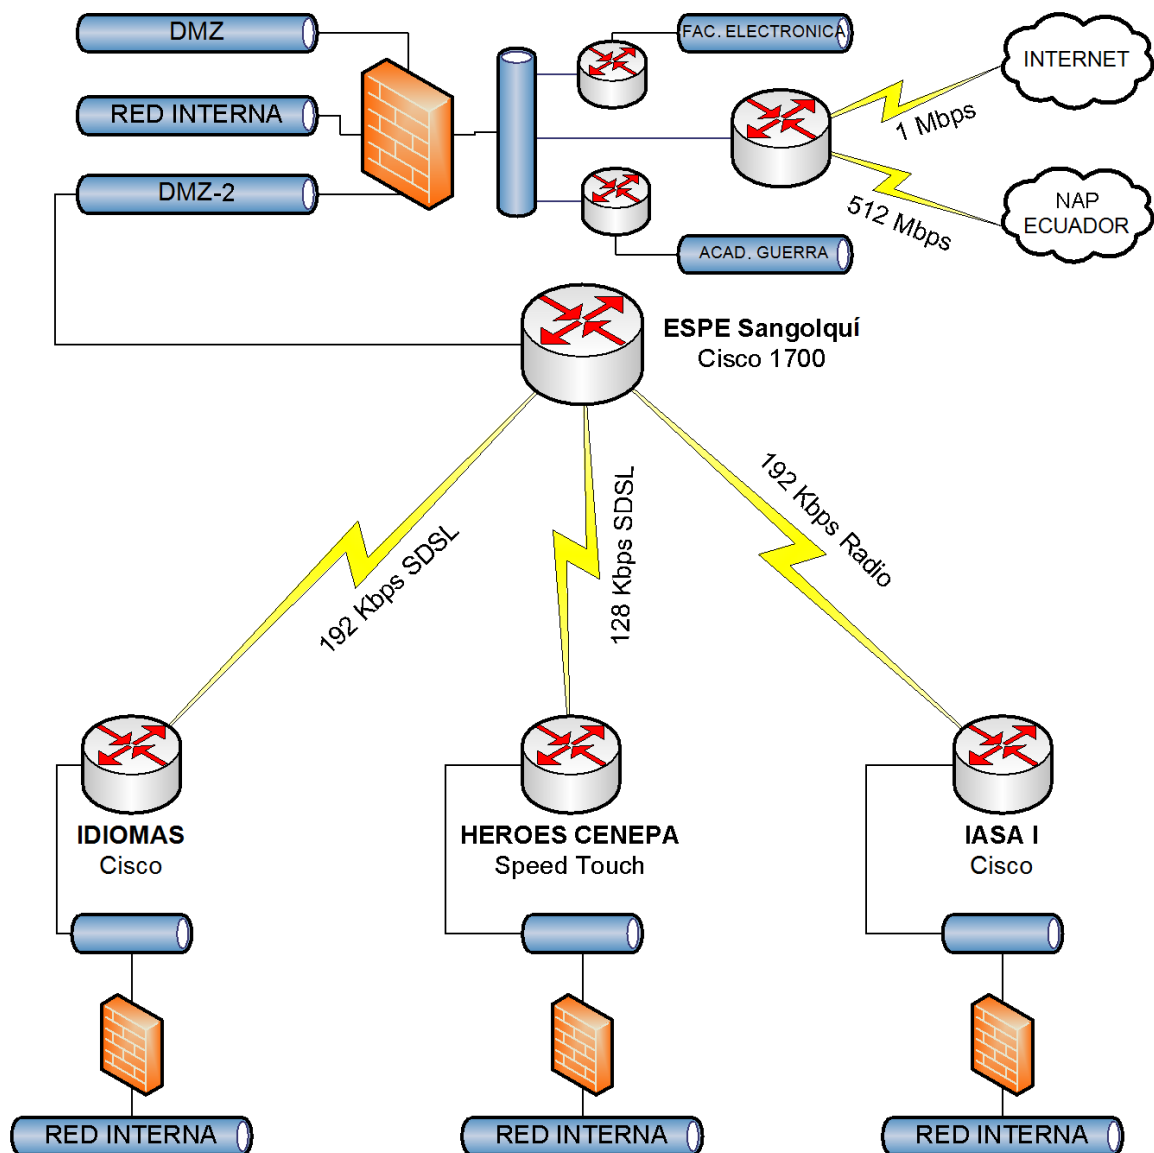 DMZ
FAC. ELECTRONICA
INTERNET
RED INTERNA
1 Mbps
DMZ-2
512 Mbps
NAP
ECUADOR
ACAD. GUERRA
ESPE Sangolquí
Cisco 1700
192 Kbps SDSL
128 Kbps SDSL
192 Kbps Radio
IDIOMAS
Cisco
HEROES CENEPA
Speed Touch
IASA I
Cisco
RED INTERNA
RED INTERNA
RED INTERNA